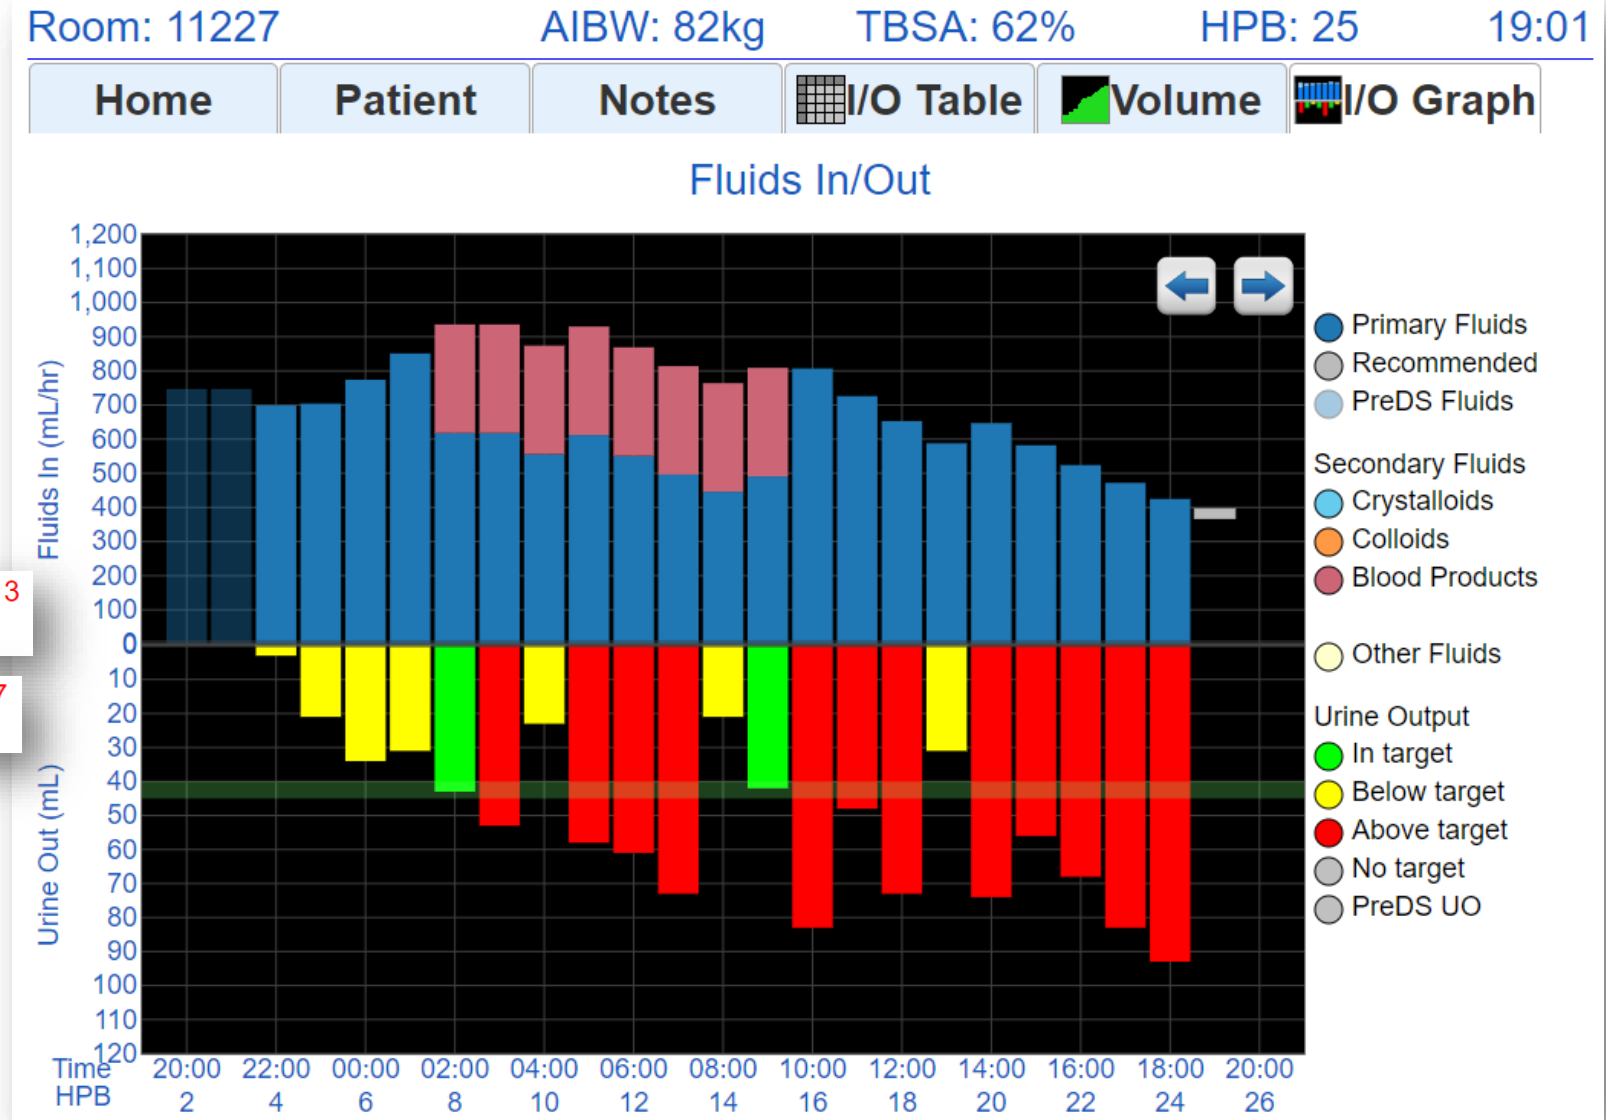 Room: 11227 AIBW: 82kg TBSA: 62% HPB: 25 19:01
Home Patient Notes I/O Table Volume I/O Graph
Fluids In/Out
1,200
1,100
1,000
900
800
700
600
500
400
300
200
100
0
10
20
30
40
50
60
70
80
90
100
110
120
Fluids In (mL/hr)
Urine Out (mL)
3
7
Primary Fluids
Recommended
PreDS Fluids
Secondary Fluids
Crystalloids
Colloids
Blood Products
Other Fluids
Urine Output
In target
Below target
Above target
No target
PreDS UO
Time 20:00 22:00 00:00 02:00 04:00 06:00 08:00 10:00 12:00 14:00 16:00 18:00 20:00
HPB 2 4 6 8 10 12 14 16 18 20 22 24 26